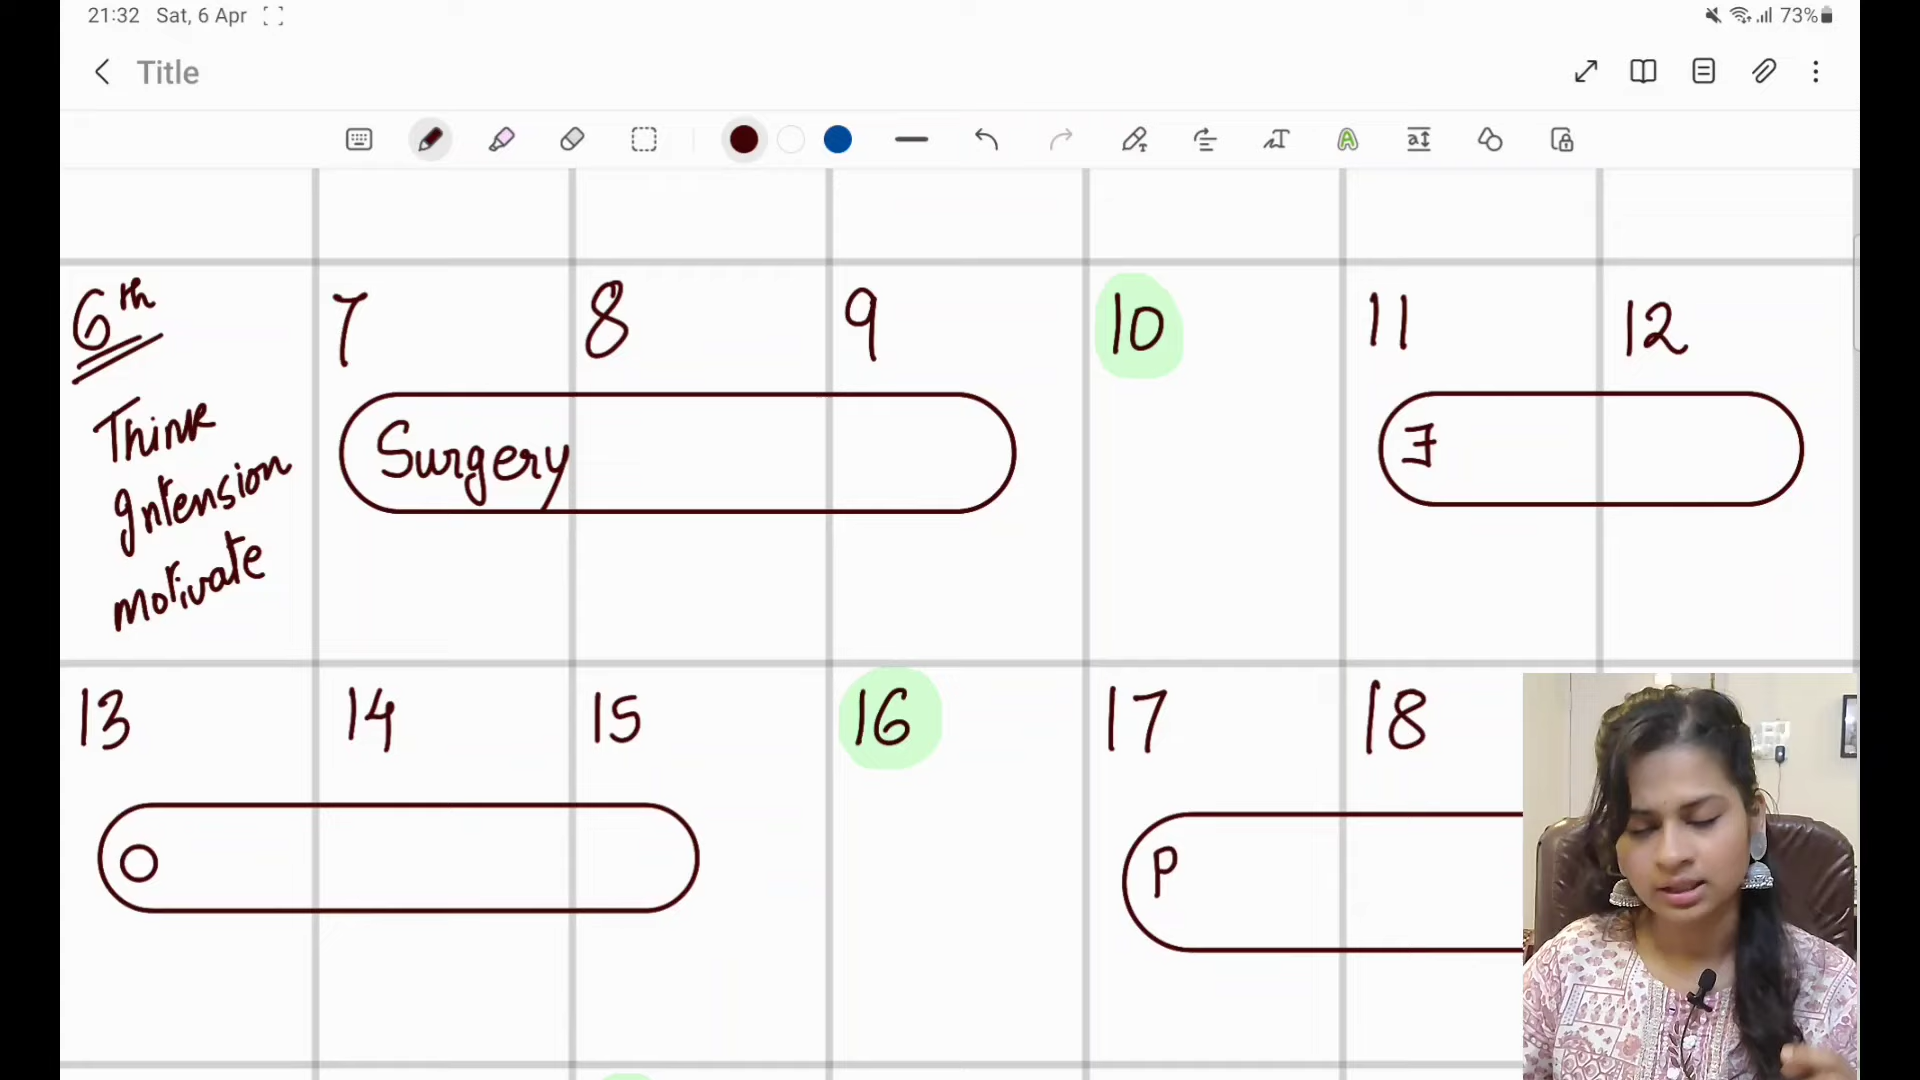 21:32 Sat, 6 Apr 73%
Title
6th 7 8 9 10 11 12
Think
Intension
motivate
Surgery
E
13 14 15 16 17 18
O
P